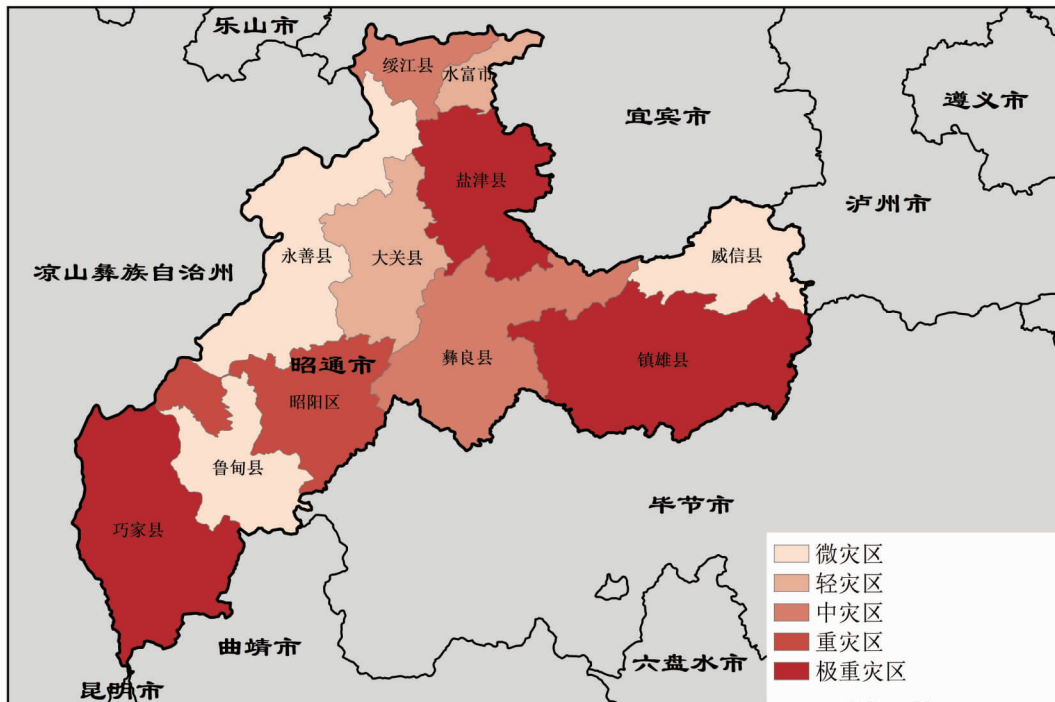 乐山市
绥江县
水富市
宜宾市
遵义市
盐津县
泸州市
永善县
大关县
威信县
凉山彝族自治州
昭通市
彝良县
镇雄县
昭阳区
鲁甸县
巧家县
毕节市
曲靖市
六盘水市
昆明市
微灾区
轻灾区
中灾区
重灾区
极重灾区